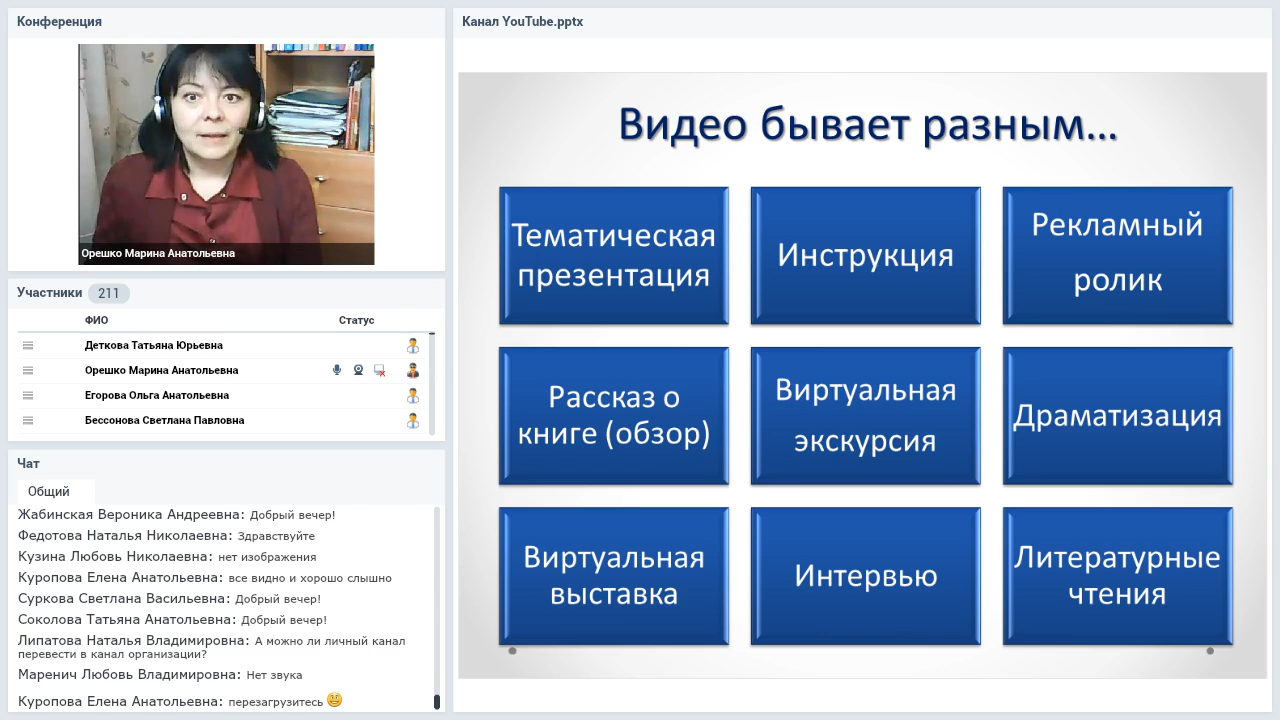 Конференция
Орешко Марина Анатольевна
Участники 211
ФИО Статус
Деткова Татьяна Юрьевна
Орешко Марина Анатольевна
Егорова Ольга Анатольевна
Бессонова Светлана Павловна
Чат
Общий
Жабинская Вероника Андреевна: Добрый вечер!
Федотова Наталья Николаевна: Здравствуйте
Кузина Любовь Николаевна: нет изображения
Куропова Елена Анатольевна: все видно и хорошо слышно
Суркова Светлана Васильевна: Добрый вечер!
Соколова Татьяна Анатольевна: Добрый вечер!
Липатова Наталья Владимировна: А можно ли личный канал
перевести в канал организации?
Маренич Любовь Владимировна: Нет звука
Куропова Елена Анатольевна: перезагрузитесь
Канал YouTube.pptx
Видео бывает разным...
Тематическая
презентация
Инструкция
Рекламный
ролик
Рассказ о
книге (обзор)
Виртуальная
экскурсия
Драматизация
Виртуальная
выставка
Интервью
Литературные
чтения